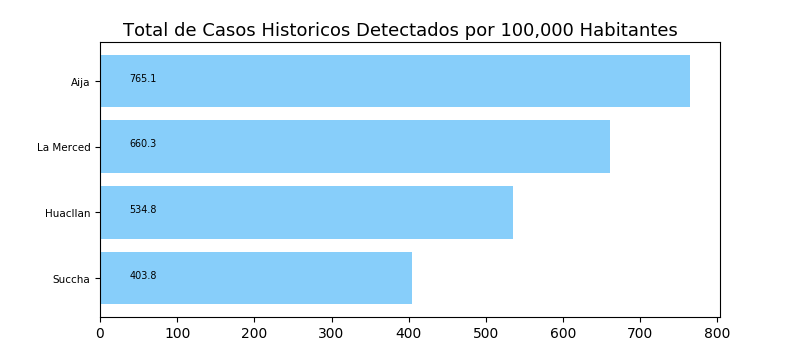 Total de Casos Historicos Detectados por 100,000 Habitantes
Aija
765.1
La Merced
660.3
Huacllan
534.8
Succha
403.8
0 100 200 300 400 500 600 700 800